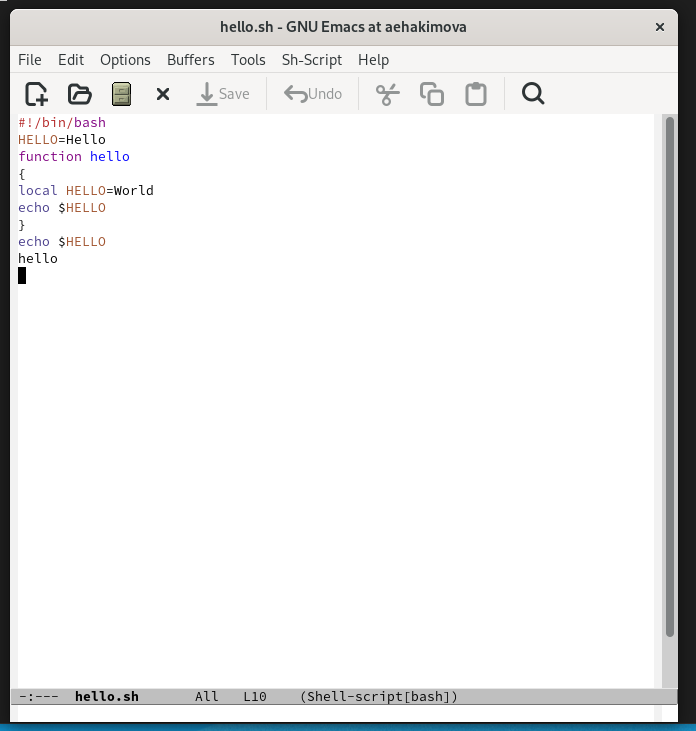 hello.sh - GNU Emacs at aehakimova
File Edit Options Buffers Tools Sh-Script Help
Save Undo
#!/bin/bash
HELLO=Hello
function hello
{
local HELLO=World
echo $HELLO
}
echo $HELLO
hello
-:--- hello.sh All L10 (Shell-script[bash])